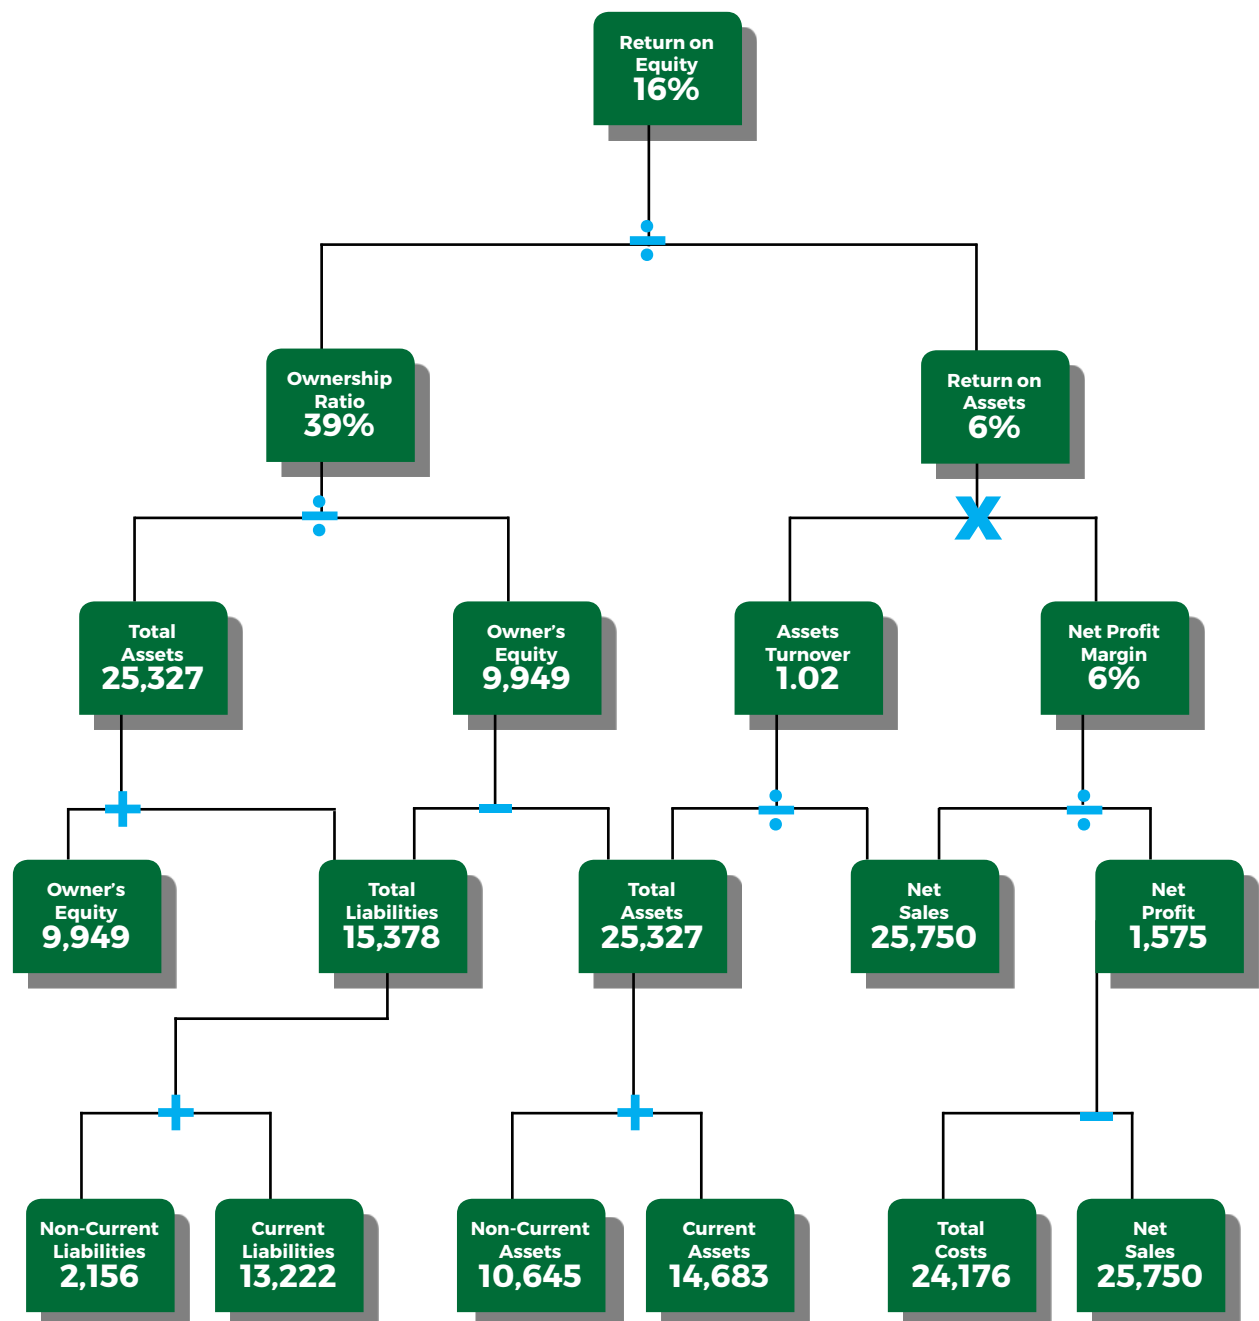 Return on
Equity
16%
Ownership
Ratio
39%
Return on
Assets
6%
X
Total
Assets
25,327
Owner’s
Equity
9,949
Assets
Turnover
1.02
Net Profit
Margin
6%
Owner’s
Equity
9,949
Total
Liabilities
15,378
Total
Assets
25,327
Net
Sales
25,750
Net
Profit
1,575
Non-Current
Liabilities
2,156
Current
Liabilities
13,222
Non-Current
Assets
10,645
Current
Assets
14,683
Total
Costs
24,176
Net
Sales
25,750